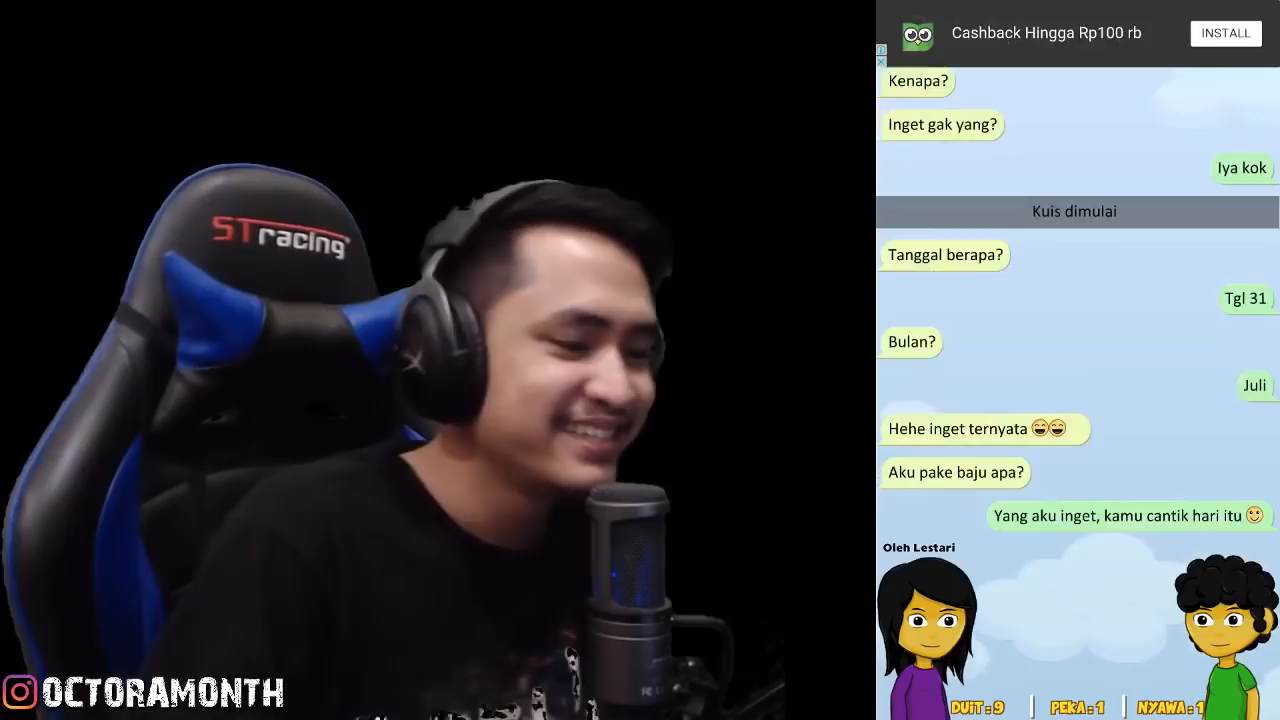 STracing
OCTORAMONTH
Cashback Hingga Rp100 rb
INSTALL
Kenapa?
Inget gak yang?
Iya kok
Kuis dimulai
Tanggal berapa?
Tgl 31
Bulan?
Juli
Hehe inget ternyata 😄😄
Aku pake baju apa?
Yang aku inget, kamu cantik hari itu 🙂
Oleh Lestari
DUIT:9 | PEKA:1 | NYAWA:1